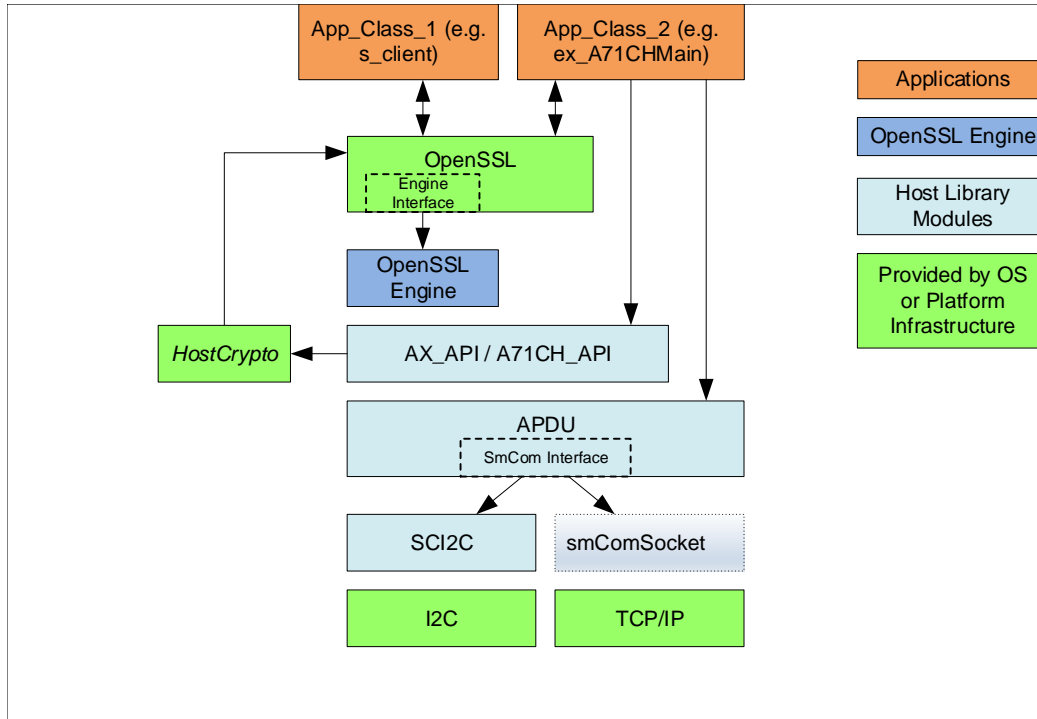 App_Class_1 (e.g.
s_client)
App_Class_2 (e.g.
ex_A71CHMain)
Applications
OpenSSL Engine
OpenSSL
Engine
Interface
Host Library
Modules
OpenSSL
Engine
Provided by OS
or Platform
Infrastructure
HostCrypto
AX_API / A71CH_API
APDU
SmCom Interface
SCI2C
smComSocket
I2C
TCP/IP